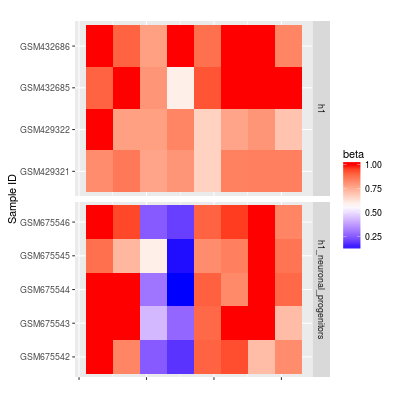 GSM432686
GSM432685
GSM429322
GSM429321
h1
GSM675546
GSM675545
GSM675544
GSM675543
GSM675542
h1_neuronal_progenitors
Sample ID
beta
1.00
0.75
0.50
0.25